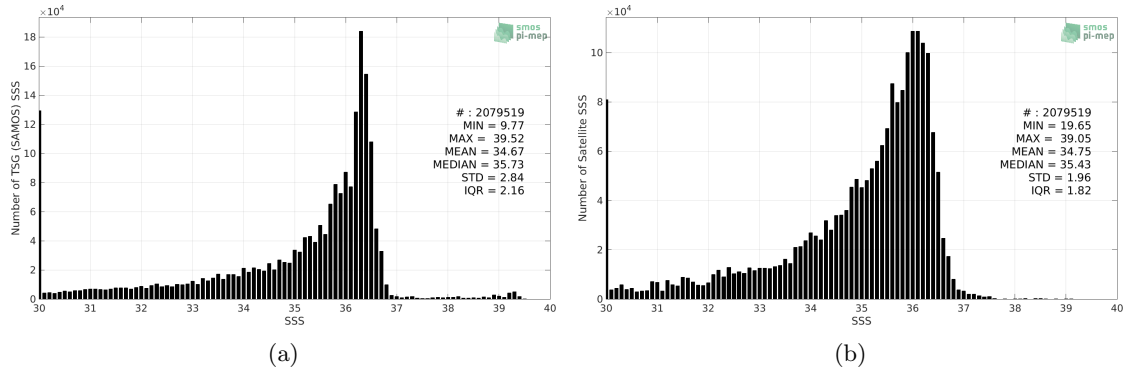 ×10⁴
smos
pi-mep
Number of TSG (SAMOS) SSS
18
16
14
12
10
8
6
4
2
0
# : 2079519
MIN = 9.77
MAX = 39.52
MEAN = 34.67
MEDIAN = 35.73
STD = 2.84
IQR = 2.16
30 31 32 33 34 35 36 37 38 39 40
SSS
(a)
×10⁴
smos
pi-mep
Number of Satellite SSS
10
8
6
4
2
0
# : 2079519
MIN = 19.65
MAX = 39.05
MEAN = 34.75
MEDIAN = 35.43
STD = 1.96
IQR = 1.82
30 31 32 33 34 35 36 37 38 39 40
SSS
(b)